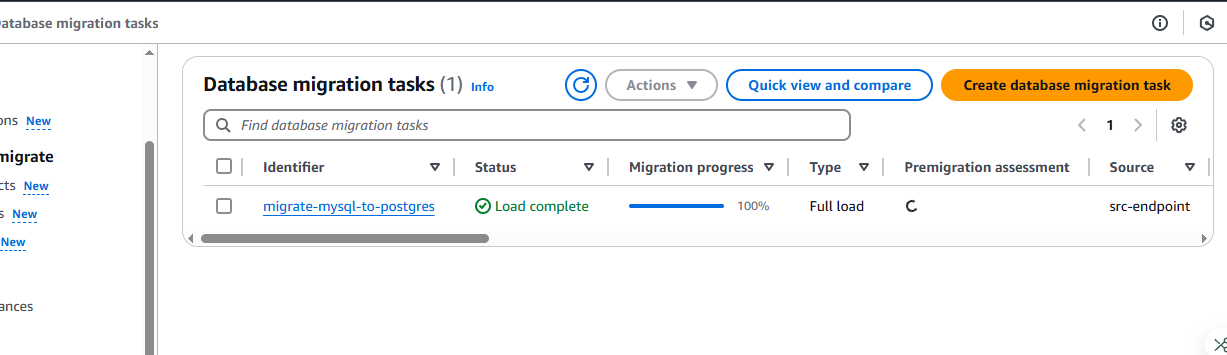 Database migration tasks
Database migration tasks (1) Info
Actions
Quick view and compare
Create database migration task
Find database migration tasks
1
ons New
migrate
cts New
s New
New
ances
Identifier Status Migration progress Type Premigration assessment Source
migrate-mysql-to-postgres Load complete 100% Full load src-endpoint